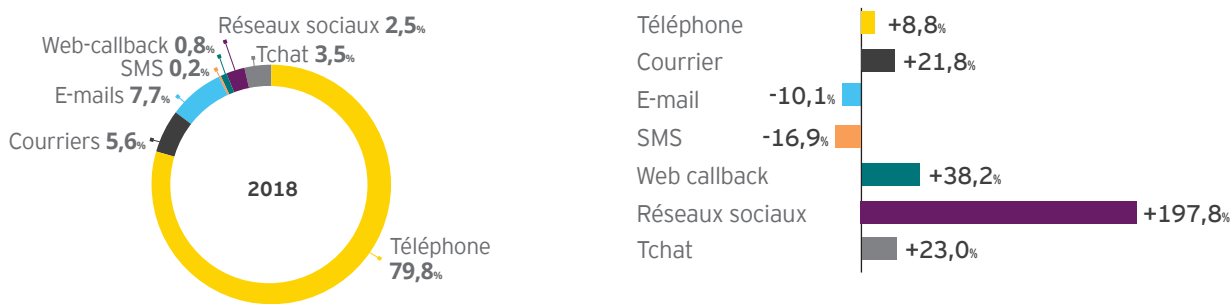 Réseaux sociaux 2,5%
Web-callback 0,8%
Tchat 3,5%
SMS 0,2%
E-mails 7,7%
Courriers 5,6%
2018
Téléphone
79,8%
Téléphone +8,8%
Courrier +21,8%
E-mail -10,1%
SMS -16,9%
Web callback +38,2%
Réseaux sociaux +197,8%
Tchat +23,0%